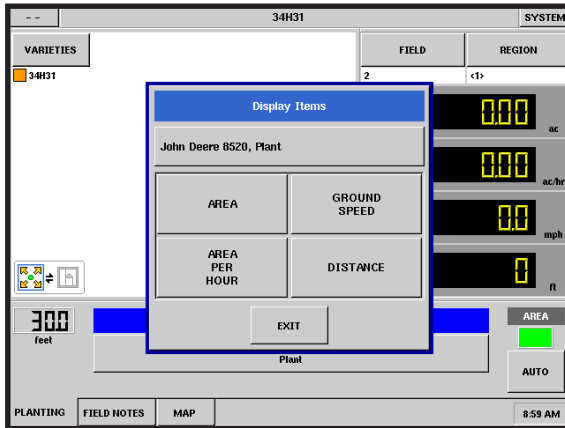 - -
34H31
SYSTEM
VARIETIES
FIELD
REGION
34H31
2
<1>
Display Items
John Deere 8520, Plant
AREA
GROUND
SPEED
AREA
PER
HOUR
DISTANCE
EXIT
0.00
ac
0.00
ac/hr
0.0
mph
0
ft
30.0
feet
Plant
AREA
AUTO
PLANTING
FIELD NOTES
MAP
8:59 AM